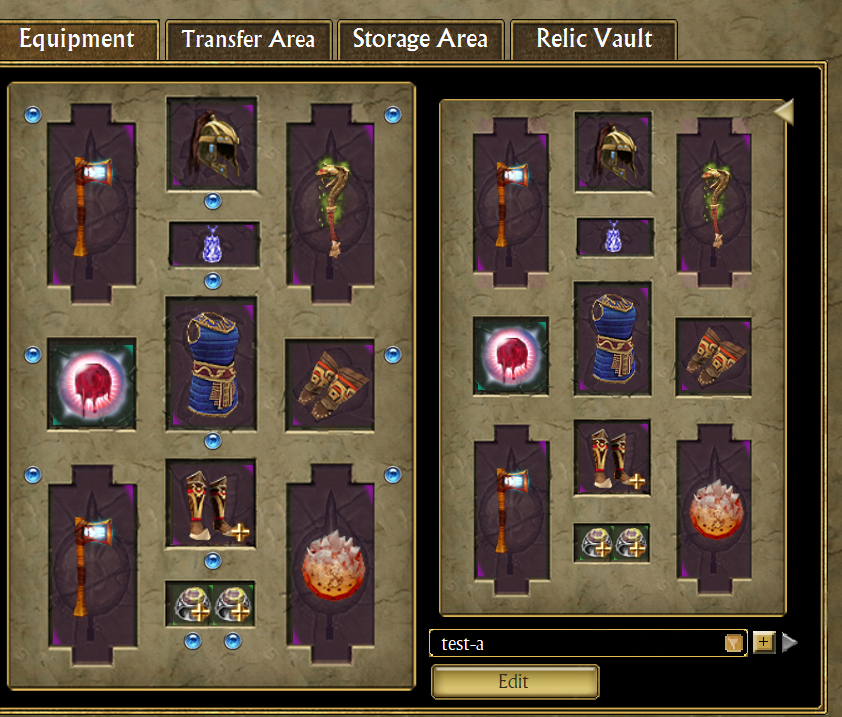 Equipment
Transfer Area
Storage Area
Relic Vault
test-a
+
Edit